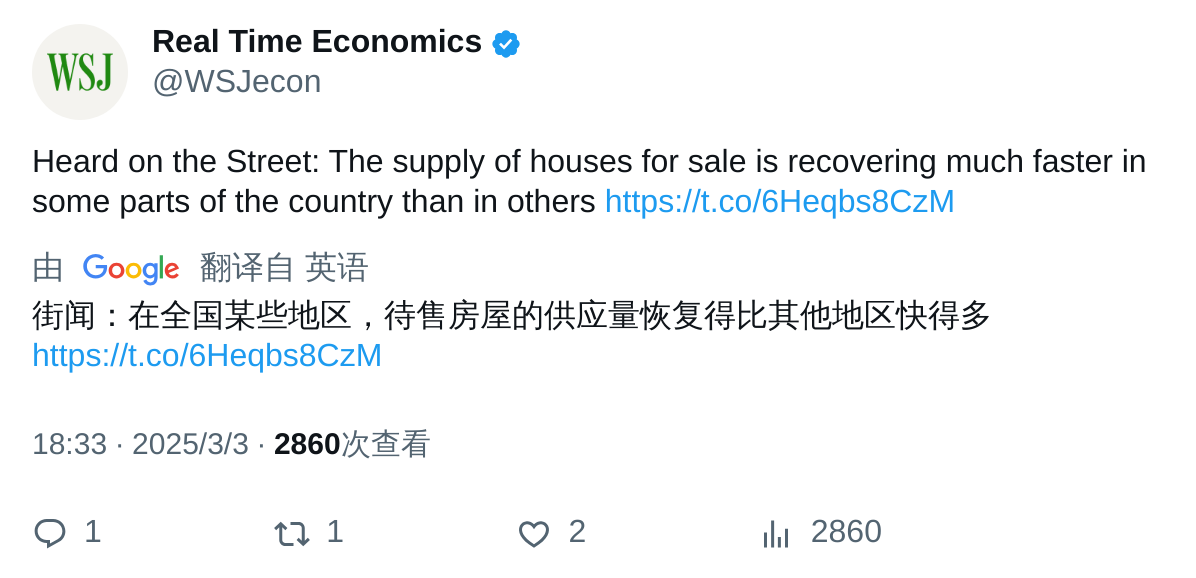 WSJ
Real Time Economics
@WSJecon
Heard on the Street: The supply of houses for sale is recovering much faster in
some parts of the country than in others https://t.co/6Heqbs8CzM
由 Google 翻译自 英语
街闻：在全国某些地区，待售房屋的供应量恢复得比其他地区快得多
https://t.co/6Heqbs8CzM
18:33 · 2025/3/3 · 2860次查看
1 1 2 2860